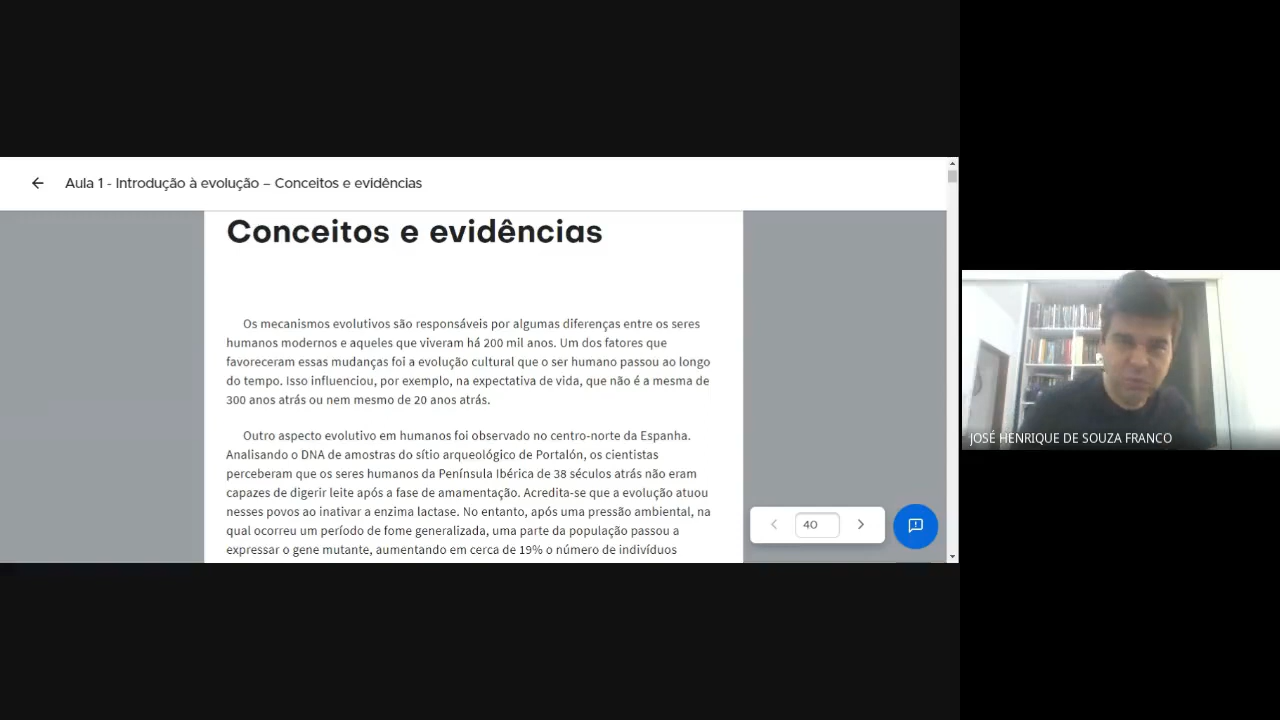 Aula 1 - Introdução à evolução – Conceitos e evidências
Conceitos e evidências
Os mecanismos evolutivos são responsáveis por algumas diferenças entre os seres
humanos modernos e aqueles que viveram há 200 mil anos. Um dos fatores que
favoreceram essas mudanças foi a evolução cultural que o ser humano passou ao longo
do tempo. Isso influenciou, por exemplo, na expectativa de vida, que não é a mesma de
300 anos atrás ou nem mesmo de 20 anos atrás.
Outro aspecto evolutivo em humanos foi observado no centro-norte da Espanha.
Analisando o DNA de amostras do sítio arqueológico de Portalón, os cientistas
perceberam que os seres humanos da Península Ibérica de 38 séculos atrás não eram
capazes de digerir leite após a fase de amamentação. Acredita-se que a evolução atuou
nesses povos ao inativar a enzima lactase. No entanto, após uma pressão ambiental, na
qual ocorreu um período de fome generalizada, uma parte da população passou a
expressar o gene mutante, aumentando em cerca de 19% o número de indivíduos
40
JOSÉ HENRIQUE DE SOUZA FRANCO